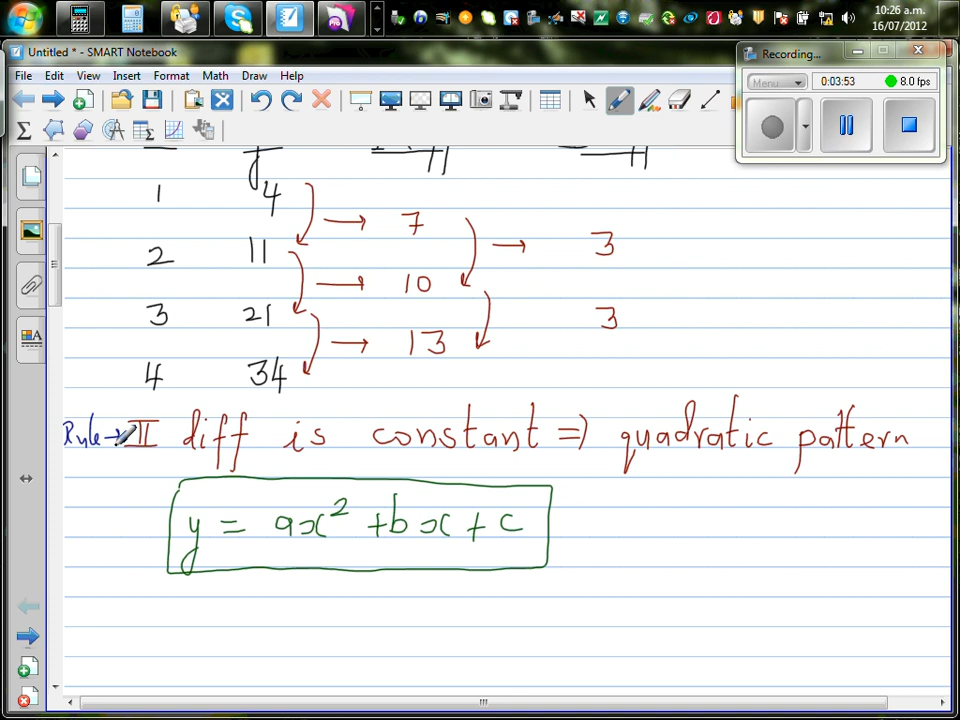 10:26 a.m.
16/07/2012
Untitled * - SMART Notebook
File Edit View Insert Format Math Draw Help
Recording...
Menu 0:03:53 8.0 fps
y
1 4
→ 7
2 11 → 3
→ 10
3 21 3
→ 13
4 34
Rule → II diff is constant ⇒ quadratic pattern
y = ax² + bx + c